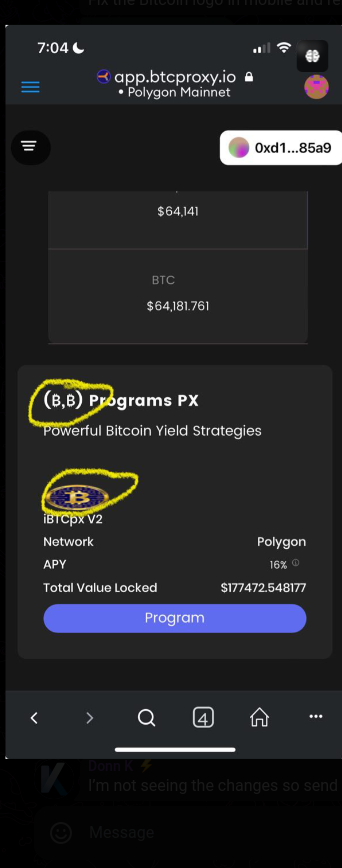 Fix the Bitcoin logo in mobile and re
7:04
app.btcproxy.io
• Polygon Mainnet
0xd1...85a9
$64,141
BTC
$64,181.761
(₿,₿) Programs PX
Powerful Bitcoin Yield Strategies
₿
iBTCpx V2
Network Polygon
APY 16%
Total Value Locked $177472.548177
Program
4
Donn K ⚡
I'm not seeing the changes so send
Message